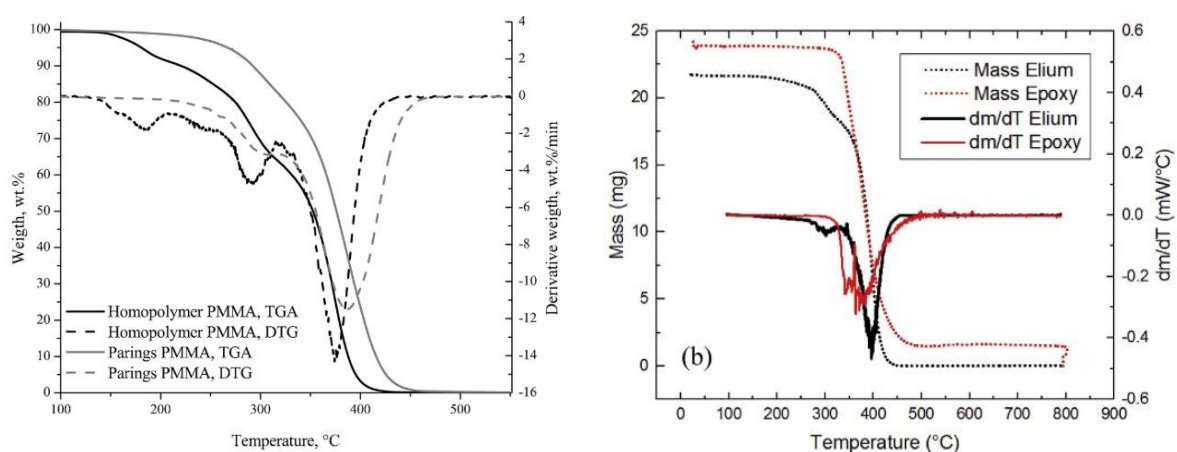 100
90
80
70
60
50
40
30
20
10
0
Weigth, wt.%
4
2
0
-2
-4
-6
-8
-10
-12
-14
-16
Derivative weigth, wt.%/min
Homopolymer PMMA, TGA
Homopolymer PMMA, DTG
Parings PMMA, TGA
Parings PMMA, DTG
100 200 300 400 500
Temperature, °C
25
20
15
10
5
0
Mass (mg)
0.6
0.4
0.2
0.0
-0.2
-0.4
-0.6
dm/dT (mW/°C)
Mass Elium
Mass Epoxy
dm/dT Elium
dm/dT Epoxy
(b)
0 100 200 300 400 500 600 700 800 900
Temperature (°C)